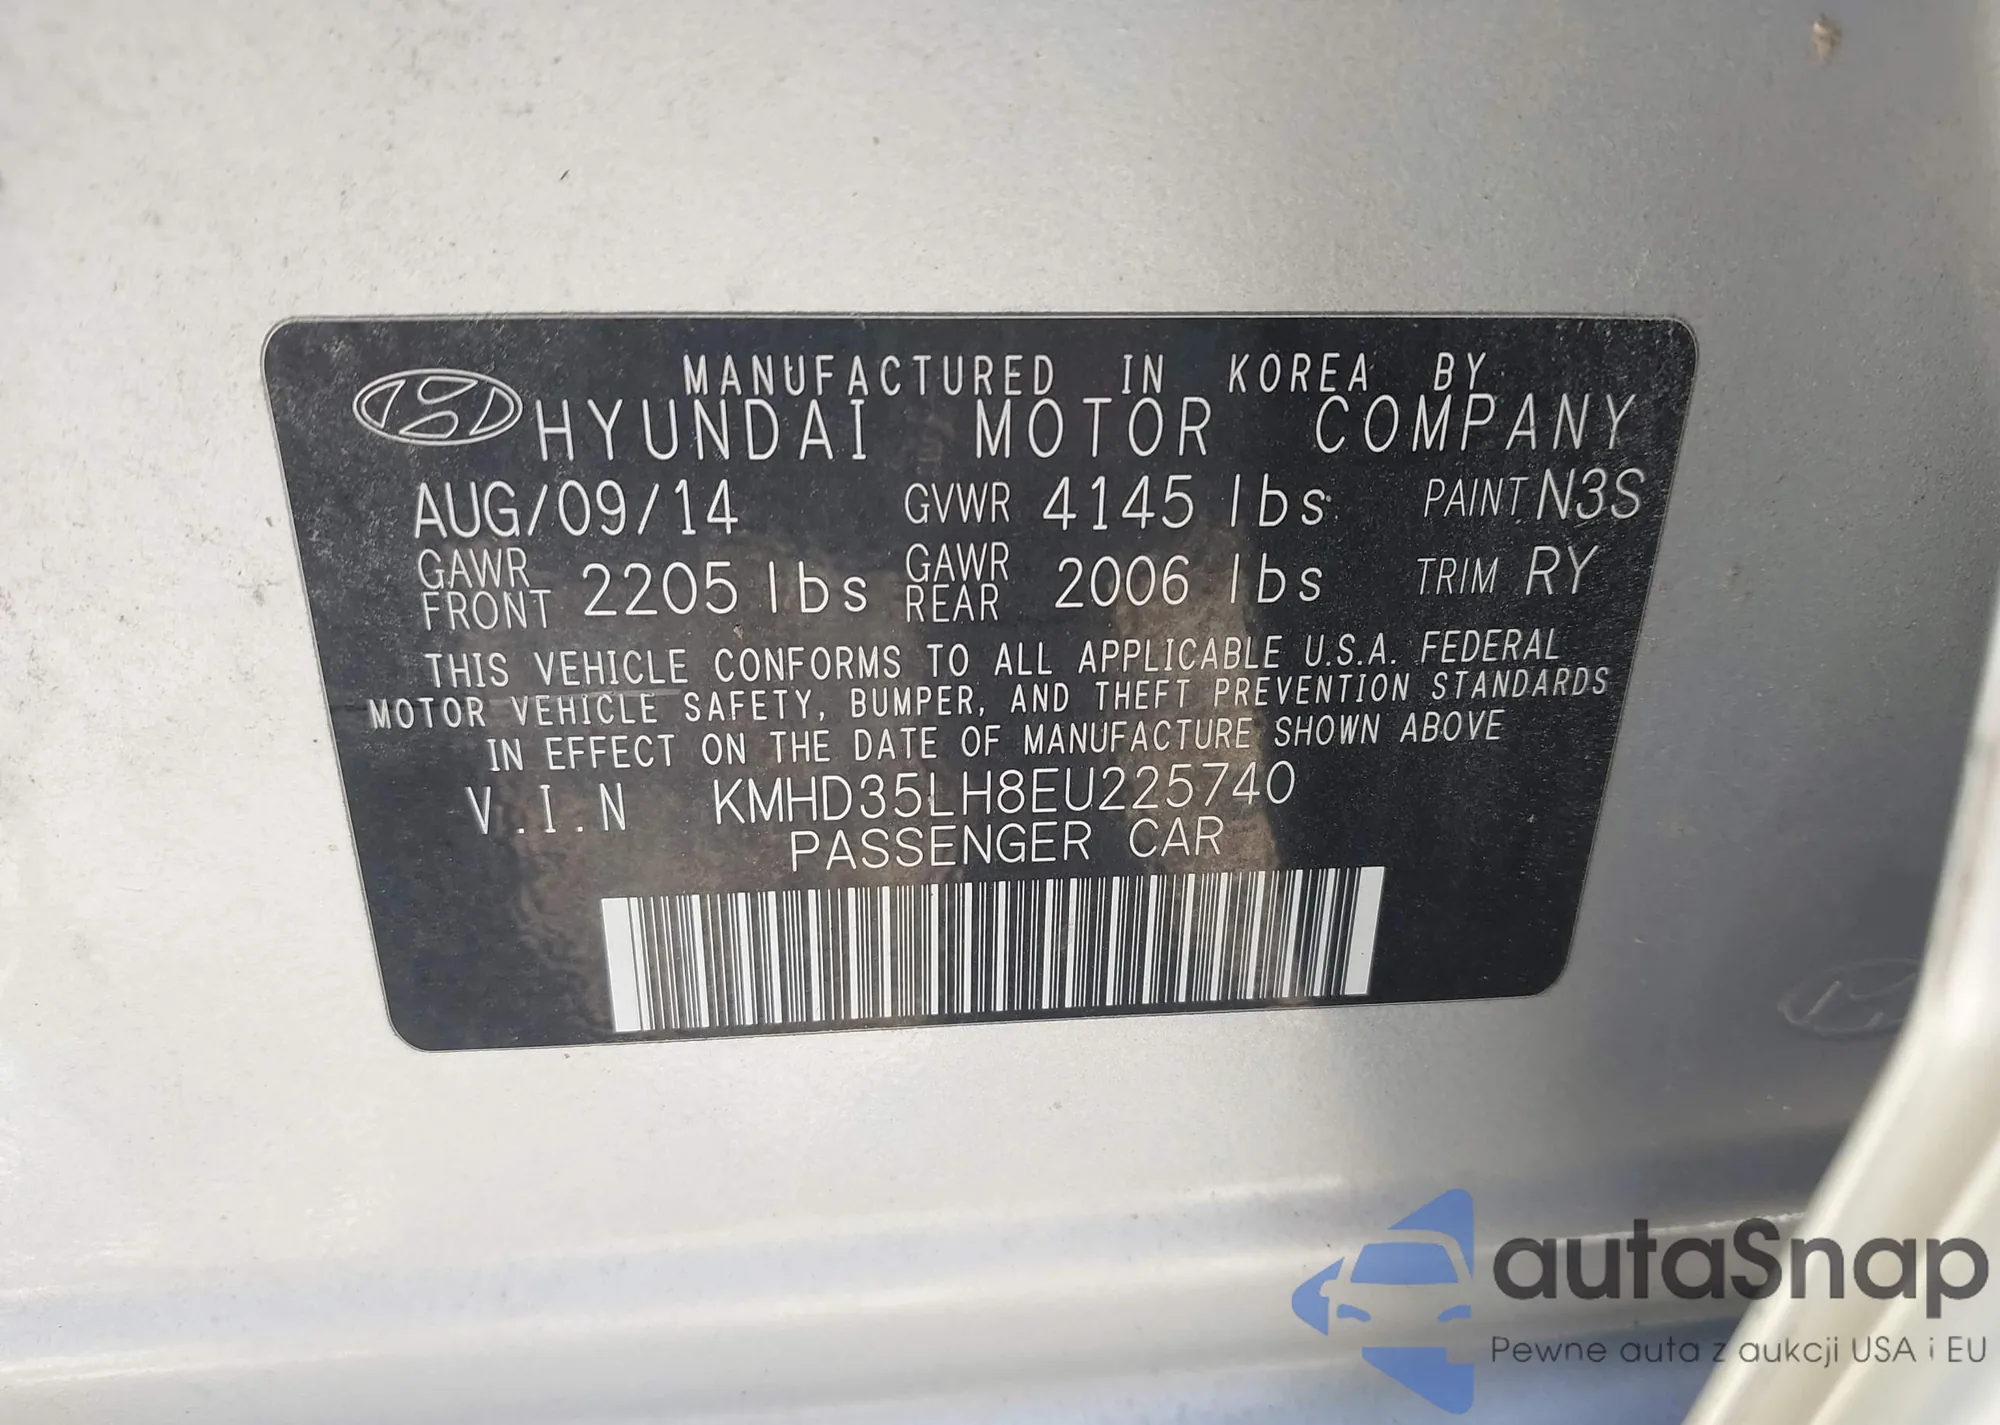 MANUFACTURED IN KOREA BY
HYUNDAI MOTOR COMPANY
AUG/09/14 GVWR 4145 lbs PAINT N3S
GAWR FRONT 2205 lbs GAWR REAR 2006 lbs TRIM RY
THIS VEHICLE CONFORMS TO ALL APPLICABLE U.S.A. FEDERAL
MOTOR VEHICLE SAFETY, BUMPER, AND THEFT PREVENTION STANDARDS
IN EFFECT ON THE DATE OF MANUFACTURE SHOWN ABOVE
V.I.N KMHD35LH8EU225740
PASSENGER CAR
autaSnap
Pewne auta z aukcji USA i EU